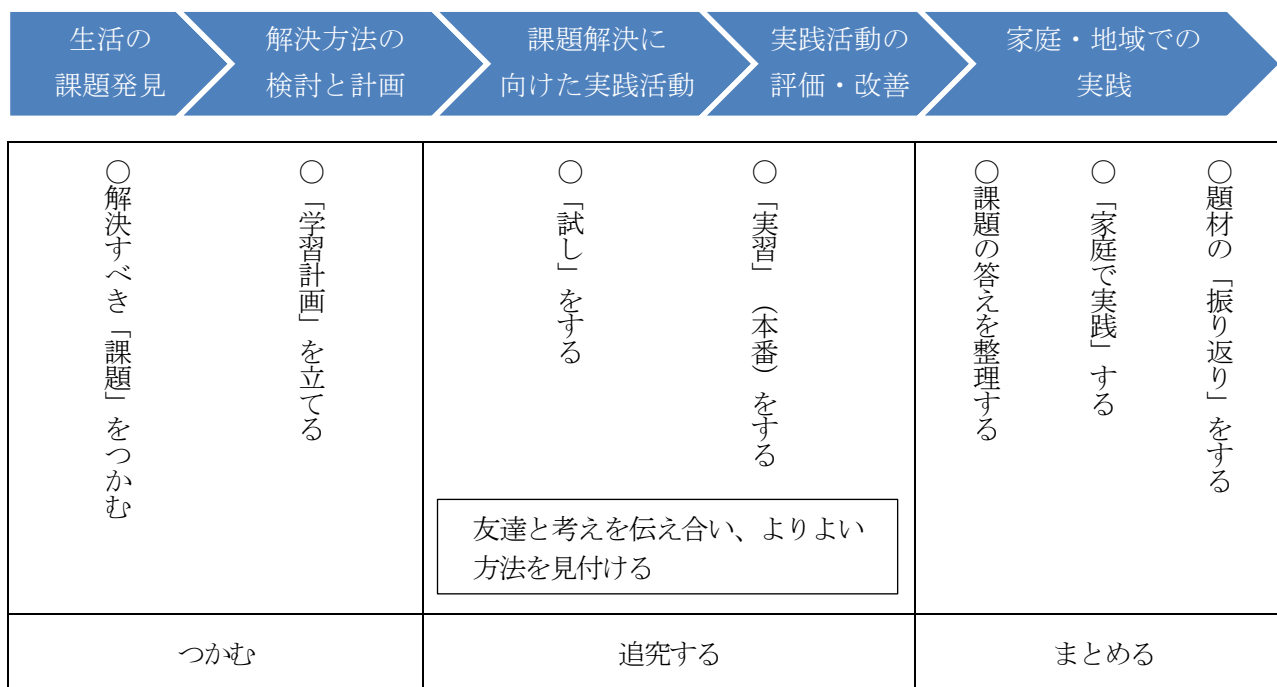 生活の
課題発見
解決方法の
検討と計画
課題解決に
向けた実践活動
実践活動の
評価・改善
家庭・地域での
実践
○解決すべき「課題」をつかむ
○「学習計画」を立てる
○「試し」をする
○「実習」(本番)をする
友達と考えを伝え合い、よりよい
方法を見付ける
○課題の答えを整理する
○「家庭で実践」する
○題材の「振り返り」をする
つかむ
追究する
まとめる